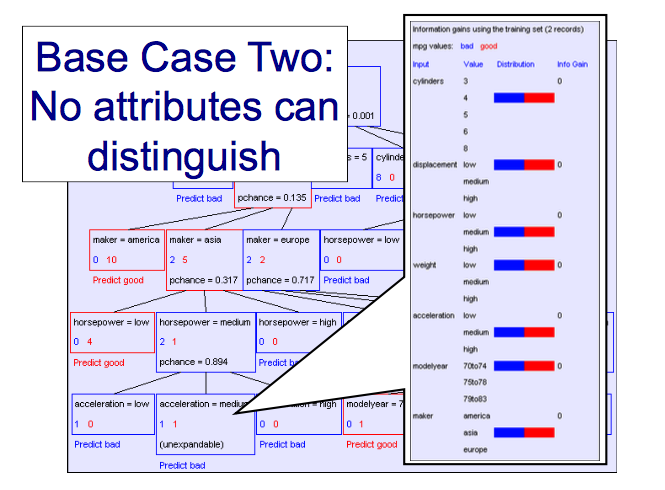 Base Case Two:
No attributes can
distinguish
= 0.001
= 5 cylinders
8 0
Predict bad pchance = 0.135 Predict bad Predict
maker = america maker = asia maker = europe horsepower = low
0 10 2 5 2 2 0 0
Predict good pchance = 0.317 pchance = 0.717 Predict bad
horsepower = low horsepower = medium horsepower = high
0 4 2 1 0 0
Predict good pchance = 0.894 Predict
acceleration = low acceleration = medium = high modelyear = 7
1 0 1 1 0 0 0 1
Predict bad (unexpandable) Predict bad Predict good Predict bad
Predict bad
Information gains using the training set (2 records)
mpg values: bad good
Input Value Distribution Info Gain
cylinders 3 0
4
5
6
8
displacement low 0
medium
high
horsepower low 0
medium
high
weight low 0
medium
high
acceleration low 0
medium
high
modelyear 70to74 0
75to78
79to83
maker america 0
asia
europe